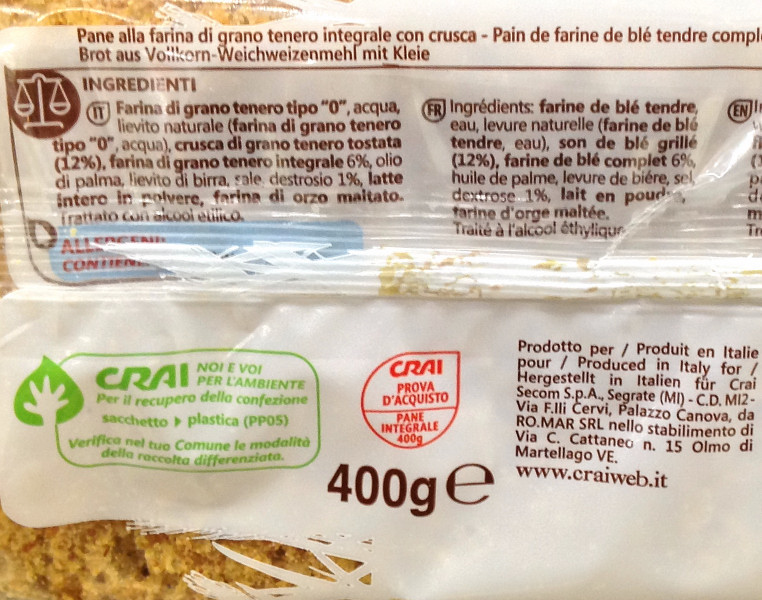 Pane alla farina di grano tenero integrale con crusca - Pain de farine de blé tendre compl
Brot aus Vollkorn-Weichweizenmehl mit Kleie
INGREDIENTI
IT Farina di grano tenero tipo "0", acqua,
lievito naturale (farina di grano tenero
tipo "0", acqua), crusca di grano tenero tostata
(12%), farina di grano tenero integrale 6%, olio
di palma, lievito di birra, sale, destrosio 1%, latte
intero in polvere, farina di orzo maltato.
Trattato con alcool etilico.
FR Ingrédients: farine de blé tendre,
eau, levure naturelle (farine de blé
tendre, eau), son de blé grillé
(12%), farine de blé complet 6%,
huile de palme, levure de biére, sel,
dextrose 1%, lait en poudre,
farine d'orge maltée.
Traité à l'alcool éthylique
EN
CRAI NOI E VOI
PER L'AMBIENTE
Per il recupero della confezione
sacchetto plastica (PP05)
Verifica nel tuo Comune le modalità
della raccolta differenziata.
CRAI
PROVA
D'ACQUISTO
PANE
INTEGRALE
400g
400g e
Prodotto per / Produit en Italie
pour / Produced in Italy for /
Hergestellt in Italien für Crai
Secom S.p.A., Segrate (MI) - C.D. MI2-
Via F.lli Cervi, Palazzo Canova, da
RO.MAR SRL nello stabilimento di
Via C. Cattaneo n. 15 Olmo di
Martellago VE.
www.craiweb.it